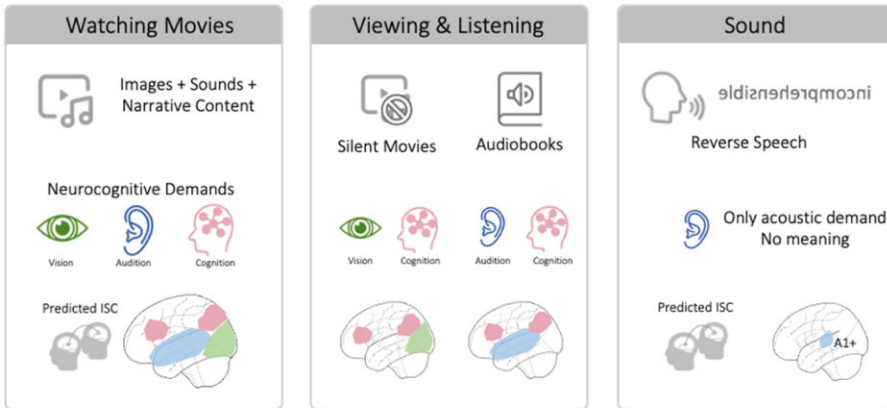 Watching Movies
Images + Sounds +
Narrative Content
Neurocognitive Demands
Vision
Audition
Cognition
Predicted ISC
Viewing & Listening
Silent Movies
Audiobooks
Vision
Cognition
Audition
Cognition
Sound
incomprehensible
Reverse Speech
Only acoustic demand
No meaning
Predicted ISC
A1+